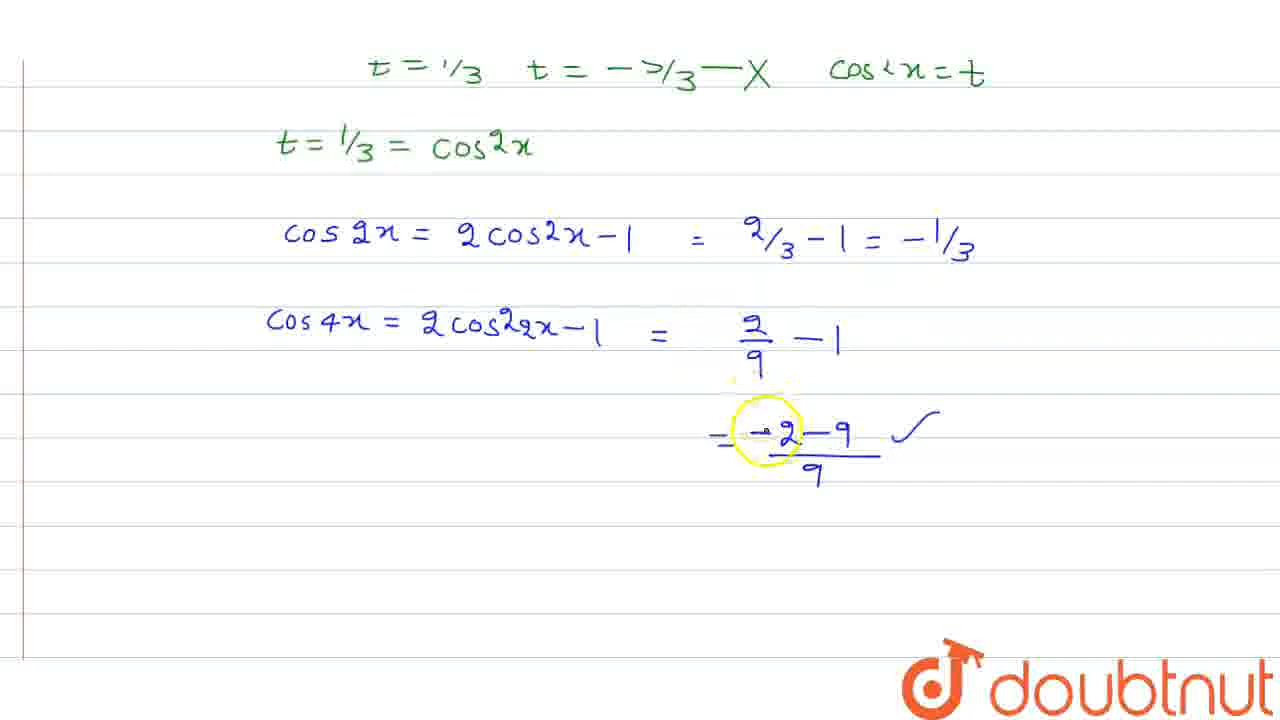 t = 1/3 t = -5/3 — X cos²x = t
t = 1/3 = cos²x
cos 2x = 2cos²x - 1 = 2/3 - 1 = -1/3
cos 4x = 2cos²2x - 1 = 2/9 - 1
= - 2 - 9 / 9 ✓
doubtnut